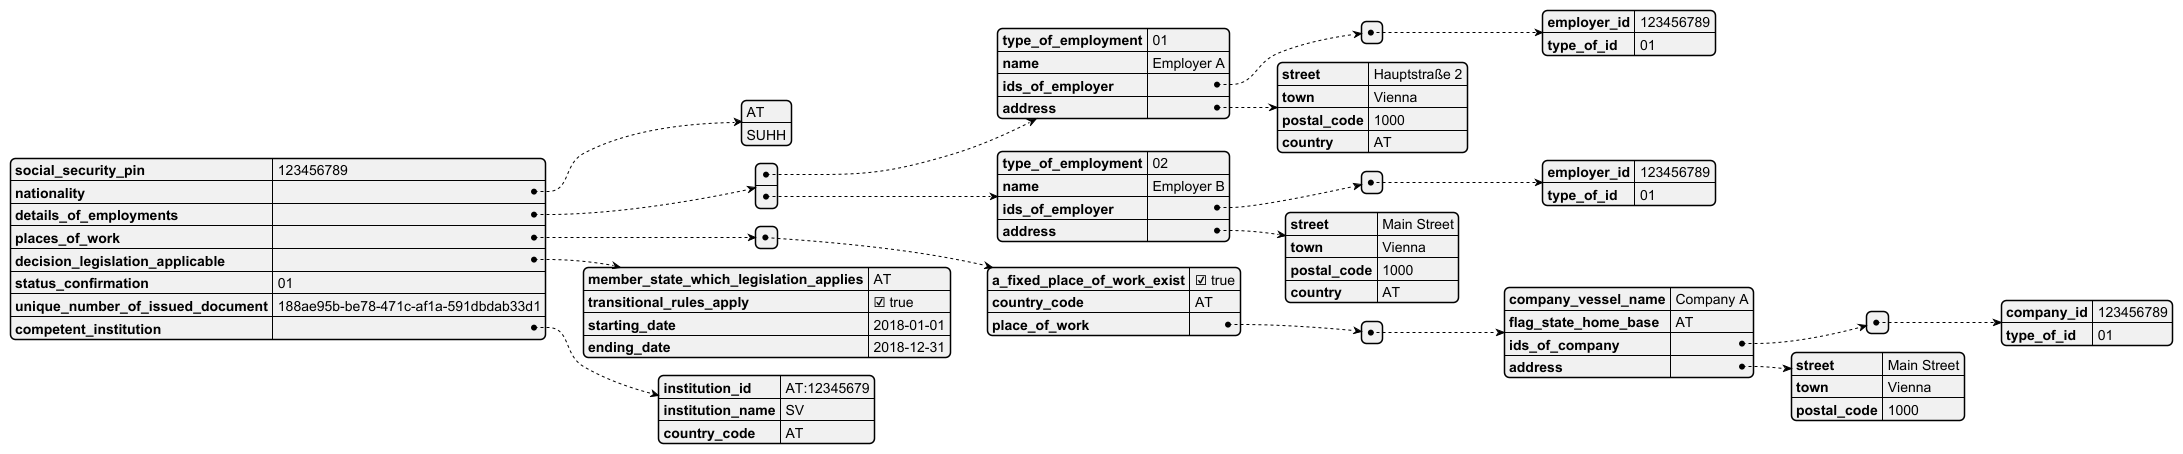 social_security_pin 123456789
nationality
details_of_employments
places_of_work
decision_legislation_applicable
status_confirmation 01
unique_number_of_issued_document 188ae95b-be78-471c-af1a-591dbdab33d1
competent_institution
AT
SUHH
type_of_employment 01
name Employer A
ids_of_employer
address
employer_id 123456789
type_of_id 01
street Hauptstraße 2
town Vienna
postal_code 1000
country AT
type_of_employment 02
name Employer B
ids_of_employer
address
employer_id 123456789
type_of_id 01
street Main Street
town Vienna
postal_code 1000
country AT
a_fixed_place_of_work_exist ☑ true
country_code AT
place_of_work
company_vessel_name Company A
flag_state_home_base AT
ids_of_company
address
company_id 123456789
type_of_id 01
street Main Street
town Vienna
postal_code 1000
member_state_which_legislation_applies AT
transitional_rules_apply ☑ true
starting_date 2018-01-01
ending_date 2018-12-31
institution_id AT:12345679
institution_name SV
country_code AT